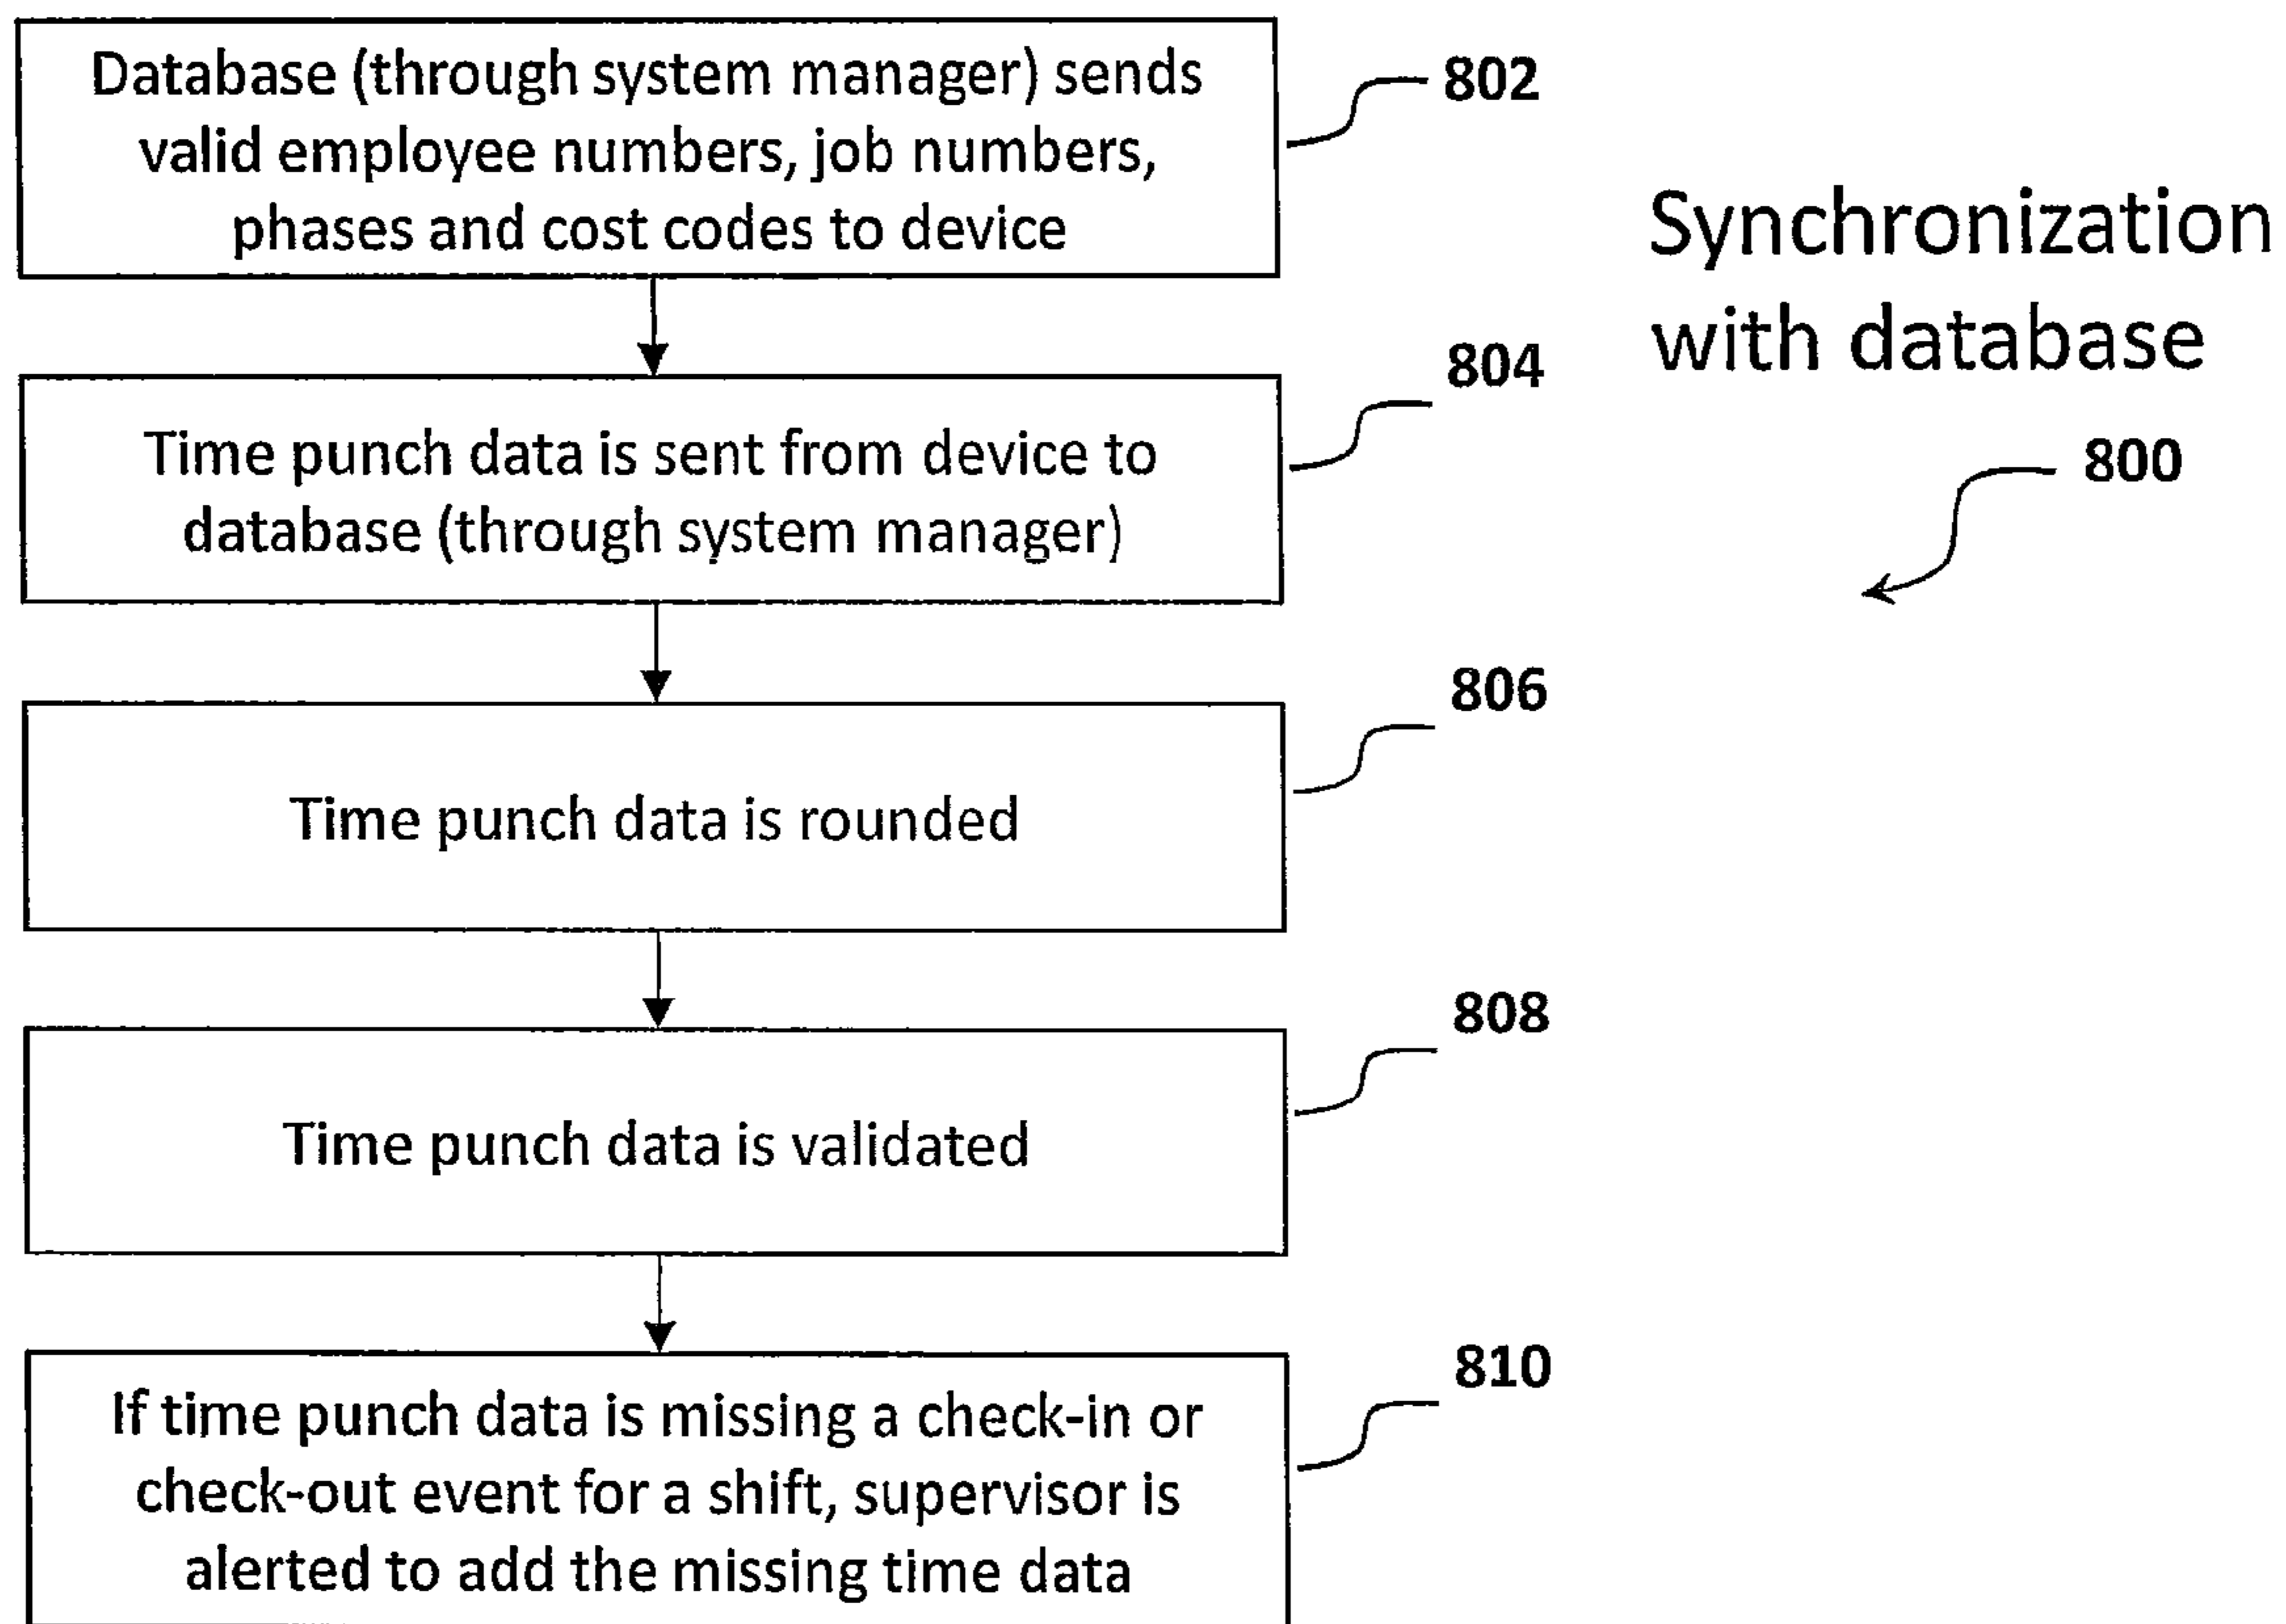 Database (through system manager) sends
valid employee numbers, job numbers,
phases and cost codes to device
802
Synchronization
with database
800
Time punch data is sent from device to
database (through system manager)
804
Time punch data is rounded
806
Time punch data is validated
808
If time punch data is missing a check-in or
check-out event for a shift, supervisor is
alerted to add the missing time data
810